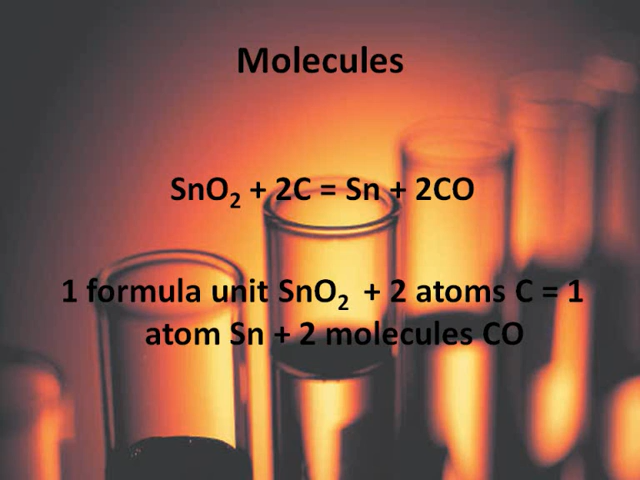 Molecules
SnO₂ + 2C = Sn + 2CO
1 formula unit SnO₂ + 2 atoms C = 1
atom Sn + 2 molecules CO